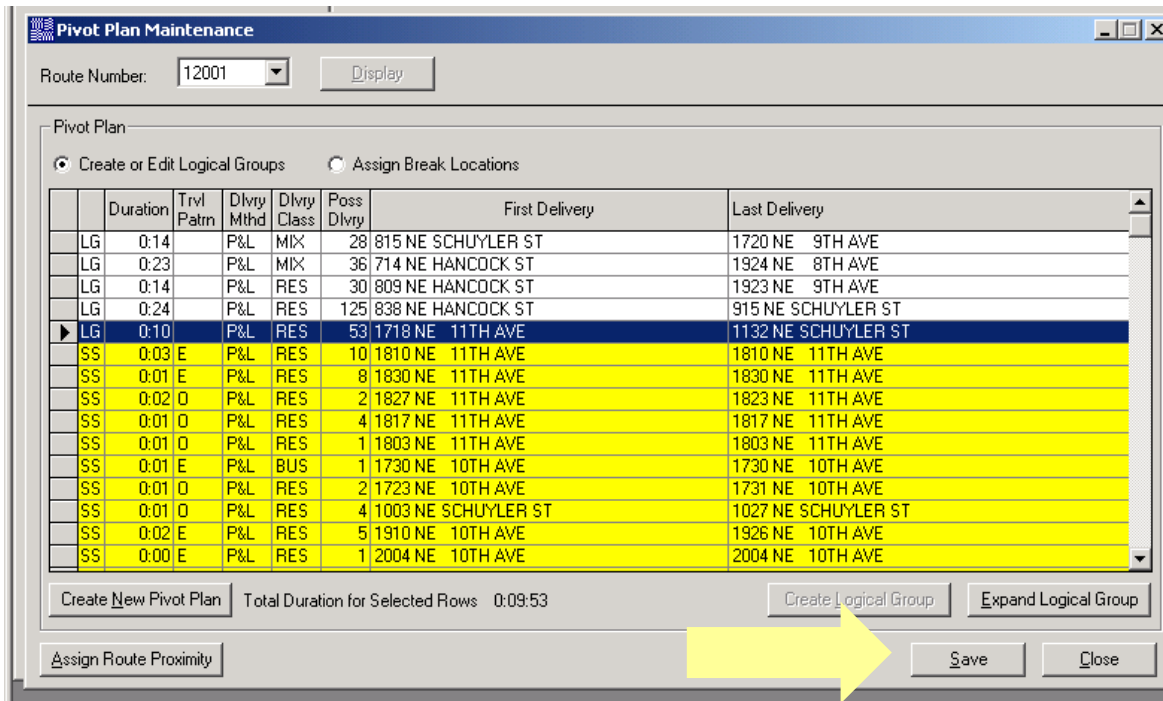 Pivot Plan Maintenance
Route Number: 12001 Display
Pivot Plan
Create or Edit Logical Groups Assign Break Locations
Duration Trvl Patrn Dlvry Mthd Dlvry Class Poss Dlvry First Delivery Last Delivery
LG 0:14 P&L MIX 28 815 NE SCHUYLER ST 1720 NE 9TH AVE
LG 0:23 P&L MIX 36 714 NE HANCOCK ST 1924 NE 8TH AVE
LG 0:14 P&L RES 30 809 NE HANCOCK ST 1923 NE 9TH AVE
LG 0:24 P&L RES 125 838 NE HANCOCK ST 915 NE SCHUYLER ST
LG 0:10 P&L RES 53 1718 NE 11TH AVE 1132 NE SCHUYLER ST
SS 0:03 E P&L RES 10 1810 NE 11TH AVE 1810 NE 11TH AVE
SS 0:01 E P&L RES 8 1830 NE 11TH AVE 1830 NE 11TH AVE
SS 0:02 O P&L RES 2 1827 NE 11TH AVE 1823 NE 11TH AVE
SS 0:01 O P&L RES 4 1817 NE 11TH AVE 1817 NE 11TH AVE
SS 0:01 O P&L RES 1 1803 NE 11TH AVE 1803 NE 11TH AVE
SS 0:01 E P&L BUS 1 1730 NE 10TH AVE 1730 NE 10TH AVE
SS 0:01 O P&L RES 2 1723 NE 10TH AVE 1731 NE 10TH AVE
SS 0:01 O P&L RES 4 1003 NE SCHUYLER ST 1027 NE SCHUYLER ST
SS 0:02 E P&L RES 5 1910 NE 10TH AVE 1926 NE 10TH AVE
SS 0:00 E P&L RES 1 2004 NE 10TH AVE 2004 NE 10TH AVE
Create New Pivot Plan Total Duration for Selected Rows 0:09:53 Create Logical Group Expand Logical Group
Assign Route Proximity Save Close